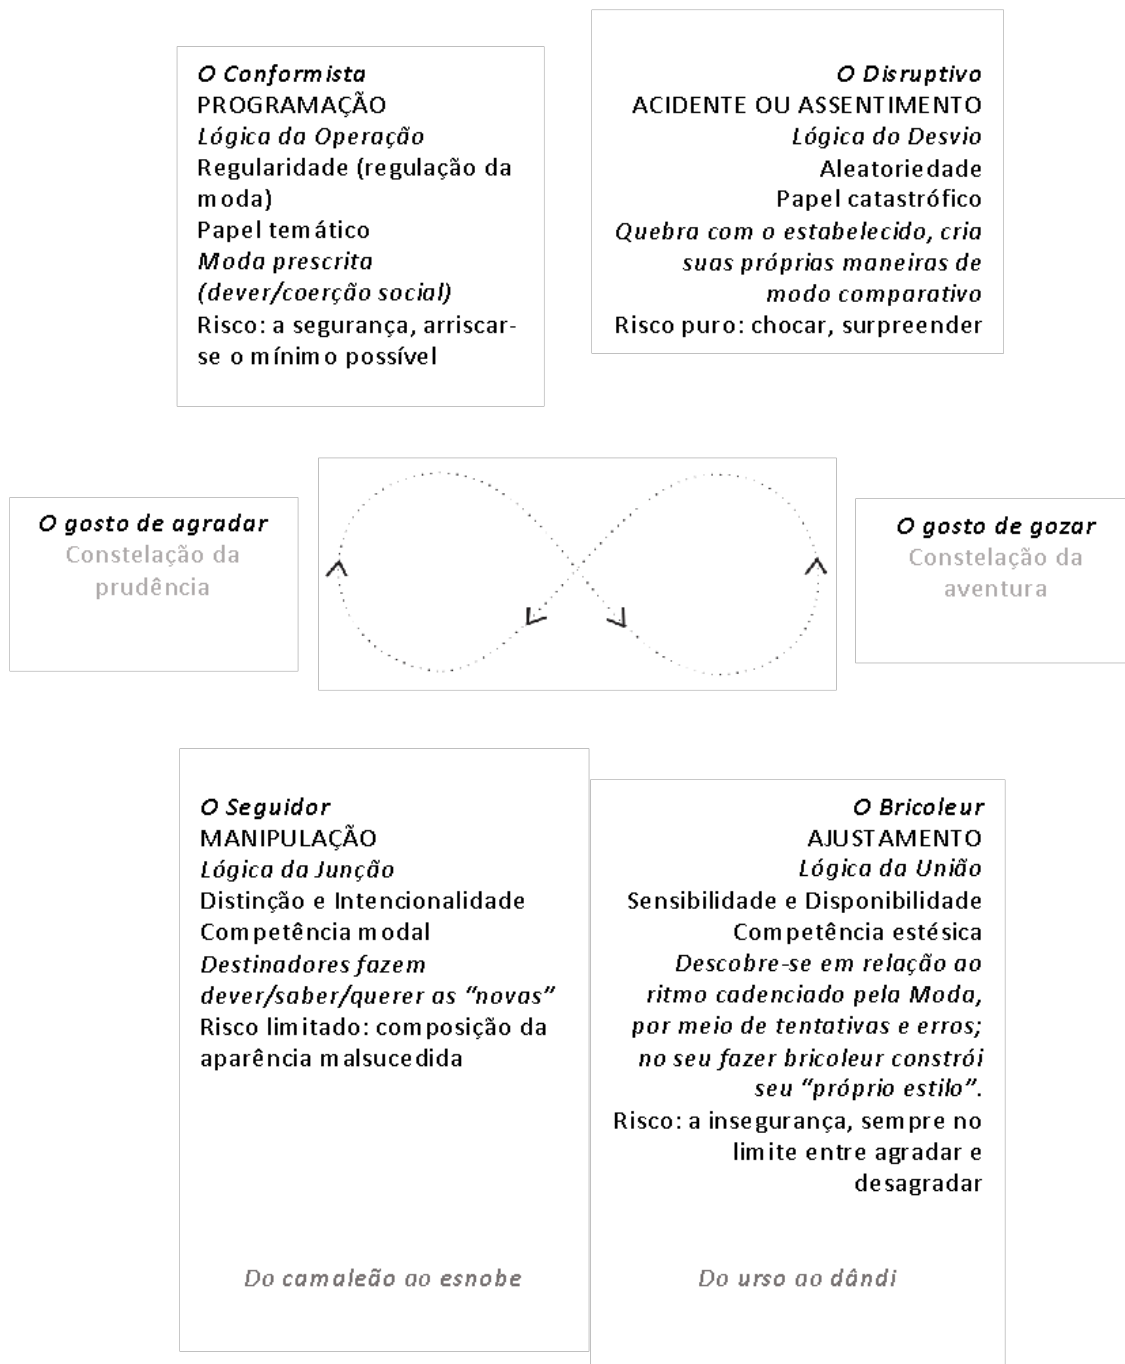 O Conformista
PROGRAMAÇÃO
Lógica da Operação
Regularidade (regulação da
moda)
Papel temático
Moda prescrita
(dever/coerção social)
Risco: a segurança, arriscar-
se o mínimo possível
O Disruptivo
ACIDENTE OU ASSENTIMENTO
Lógica do Desvio
Aleatoriedade
Papel catastrófico
Quebra com o estabelecido, cria
suas próprias maneiras de
modo comparativo
Risco puro: chocar, surpreender
O gosto de agradar
Constelação da
prudência
O gosto de gozar
Constelação da
aventura
O Seguidor
MANIPULAÇÃO
Lógica da Junção
Distinção e Intencionalidade
Competência modal
Destinadores fazem
dever/saber/querer as “novas”
Risco limitado: composição da
aparência malsucedida
Do camaleão ao esnobe
O Bricoleur
AJUSTAMENTO
Lógica da União
Sensibilidade e Disponibilidade
Competência estésica
Descobre-se em relação ao
ritmo cadenciado pela Moda,
por meio de tentativas e erros;
no seu fazer bricoleur constrói
seu “próprio estilo”.
Risco: a insegurança, sempre no
limite entre agradar e
desagradar
Do urso ao dândi